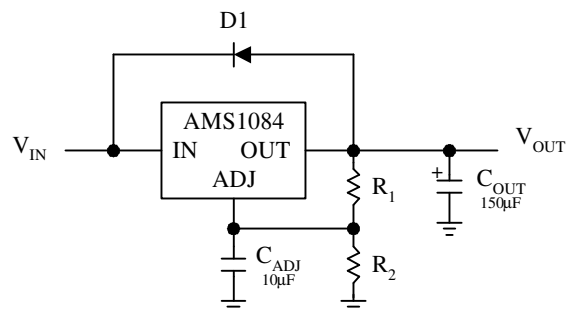 D1
AMS1084
V_IN
IN OUT
V_OUT
ADJ
R_1
+
C_OUT
150µF
C_ADJ
10µF
R_2